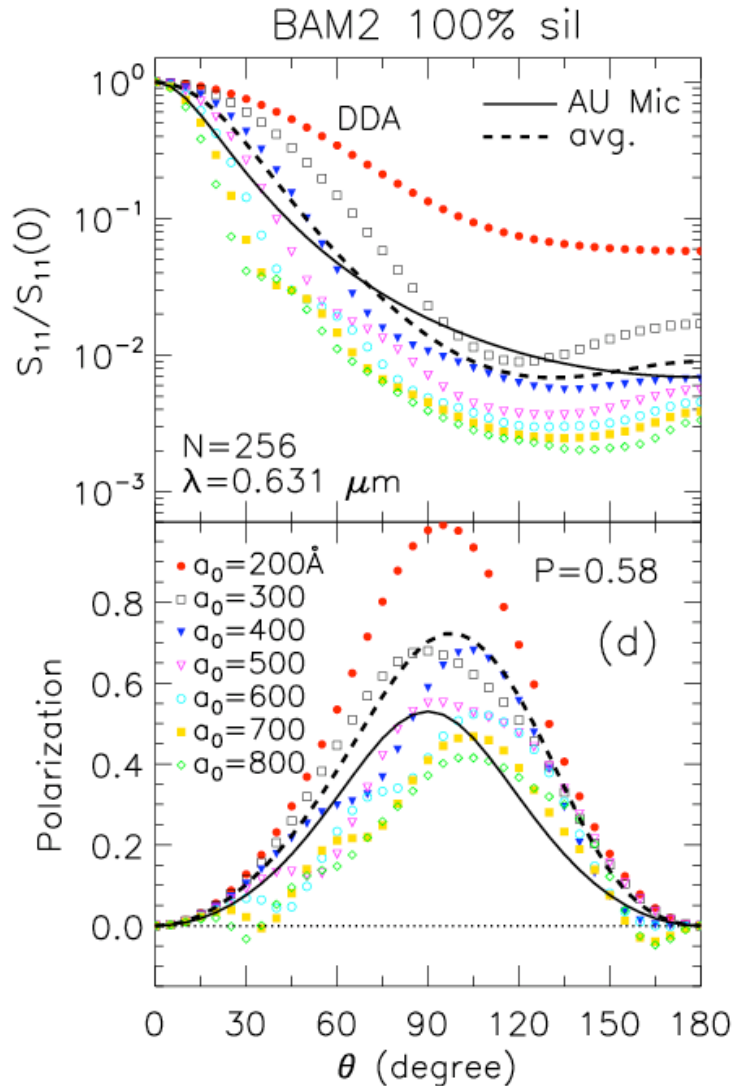 BAM2 100% sil
10⁰
10⁻¹
10⁻²
10⁻³
S₁₁/S₁₁(0)
DDA
AU Mic
avg.
N=256
λ=0.631 μm
0.8
0.6
0.4
0.2
0.0
Polarization
a₀=200Å
a₀=300
a₀=400
a₀=500
a₀=600
a₀=700
a₀=800
P=0.58
(d)
0 30 60 90 120 150 180
θ (degree)